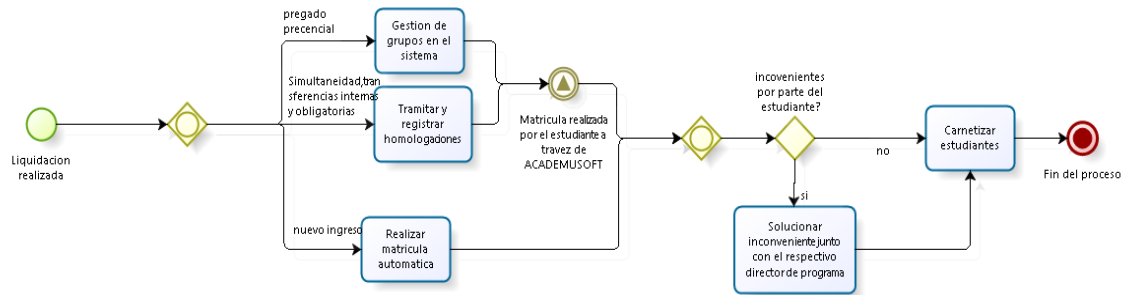 Liquidacion
realizada
pregado
precencial
Gestion de
grupos en el
sistema
Simultaneidad,tran
sferencias internas
y obligatorias
Tramitar y
registrar
homologaciones
nuevo ingreso
Realizar
matricula
automatica
Matricula realizada
por el estudiante a
travez de
ACADEMUSOFT
incovenientes
por parte del
estudiante?
no
si
Solucionar
inconveniente junto
con el respectivo
director de programa
Carnetizar
estudiantes
Fin del proceso